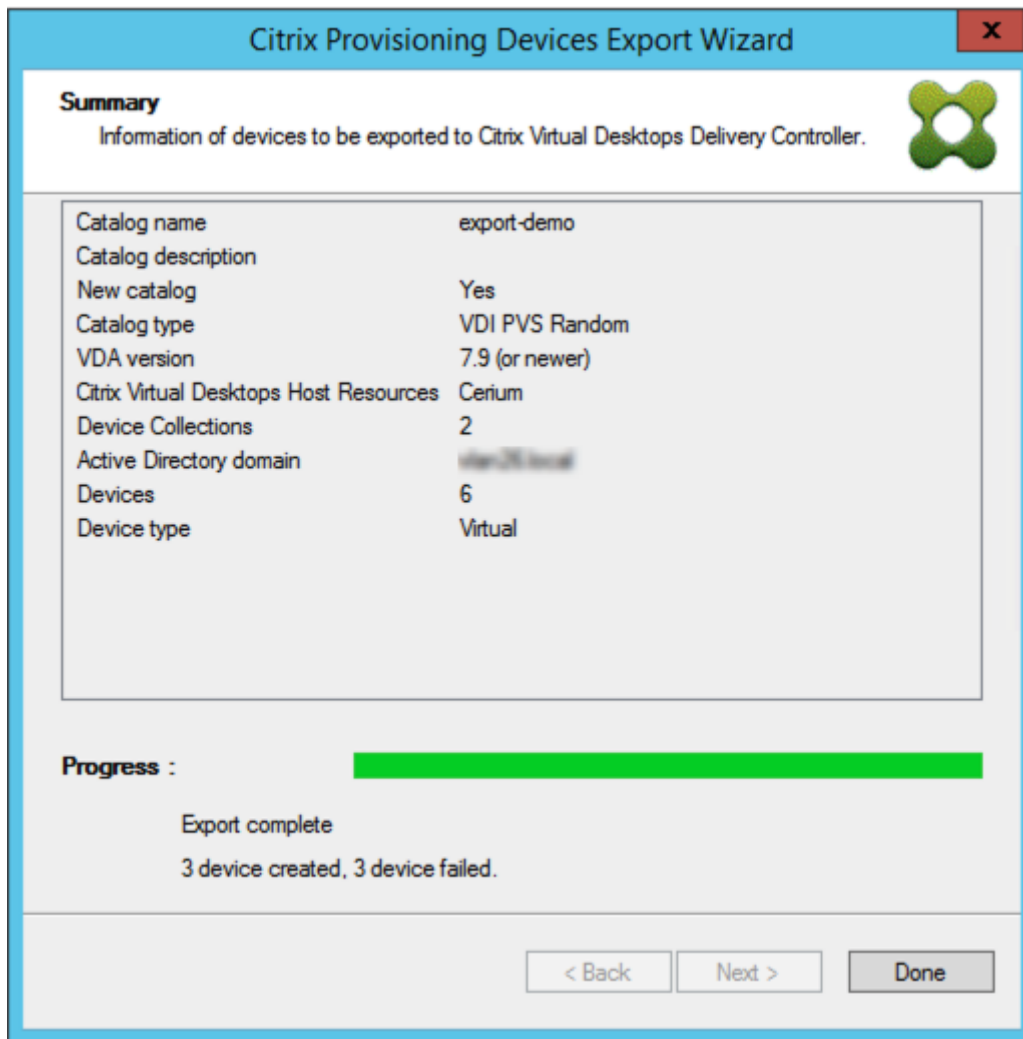 Citrix Provisioning Devices Export Wizard
x
Summary
Information of devices to be exported to Citrix Virtual Desktops Delivery Controller.
Catalog name export-demo
Catalog description
New catalog Yes
Catalog type VDI PVS Random
VDA version 7.9 (or newer)
Citrix Virtual Desktops Host Resources Cerium
Device Collections 2
Active Directory domain
Devices 6
Device type Virtual
Progress :
Export complete
3 device created, 3 device failed.
< Back Next > Done